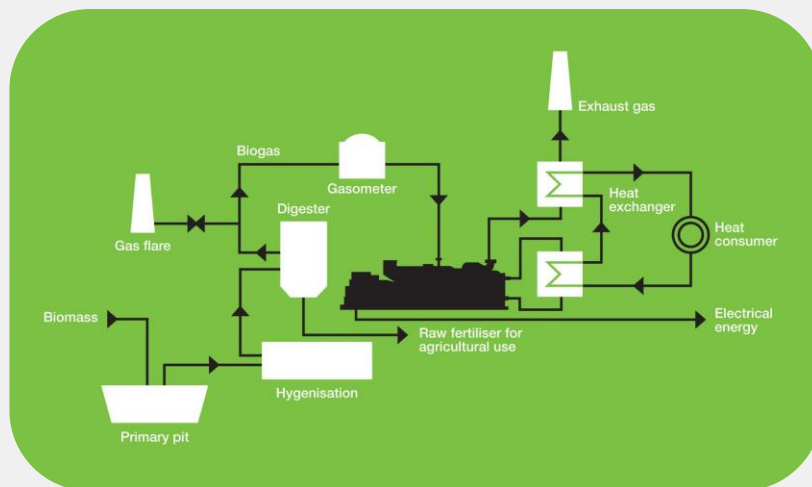 Exhaust gas
Biogas
Gasometer
Heat
exchanger
Digester
Gas flare
Heat
consumer
Biomass
Electrical
energy
Raw fertiliser for
agricultural use
Hygenisation
Primary pit